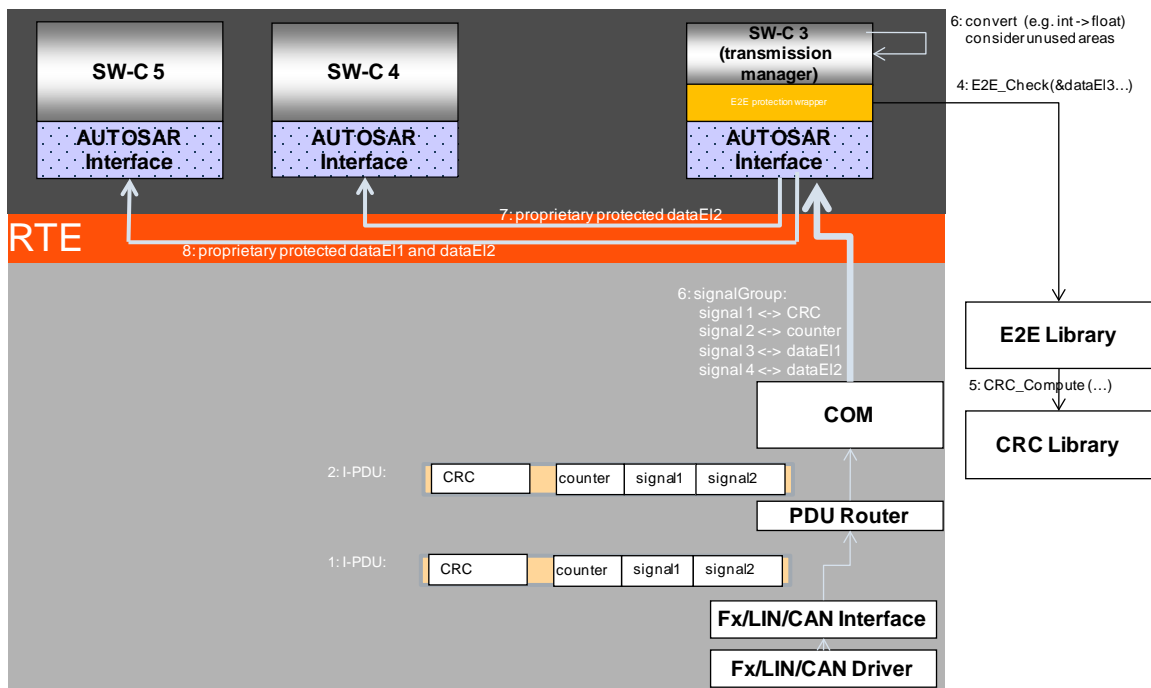 SW-C 5
AUTOSAR
Interface
SW-C 4
AUTOSAR
Interface
SW-C 3
(transmission
manager)
E2E protection wrapper
AUTOSAR
Interface
6: convert (e.g. int->float)
consider unused areas
4: E2E_Check(&dataEl3…)
7: proprietary protected dataEl2
RTE
8: proprietary protected dataEl1 and dataEl2
6: signalGroup:
signal 1 <-> CRC
signal 2 <-> counter
signal 3 <-> dataEl1
signal 4 <-> dataEl2
E2E Library
5: CRC_Compute (…)
CRC Library
COM
2: I-PDU:
CRC
counter
signal1
signal2
PDU Router
1: I-PDU:
CRC
counter
signal1
signal2
Fx/LIN/CAN Interface
Fx/LIN/CAN Driver